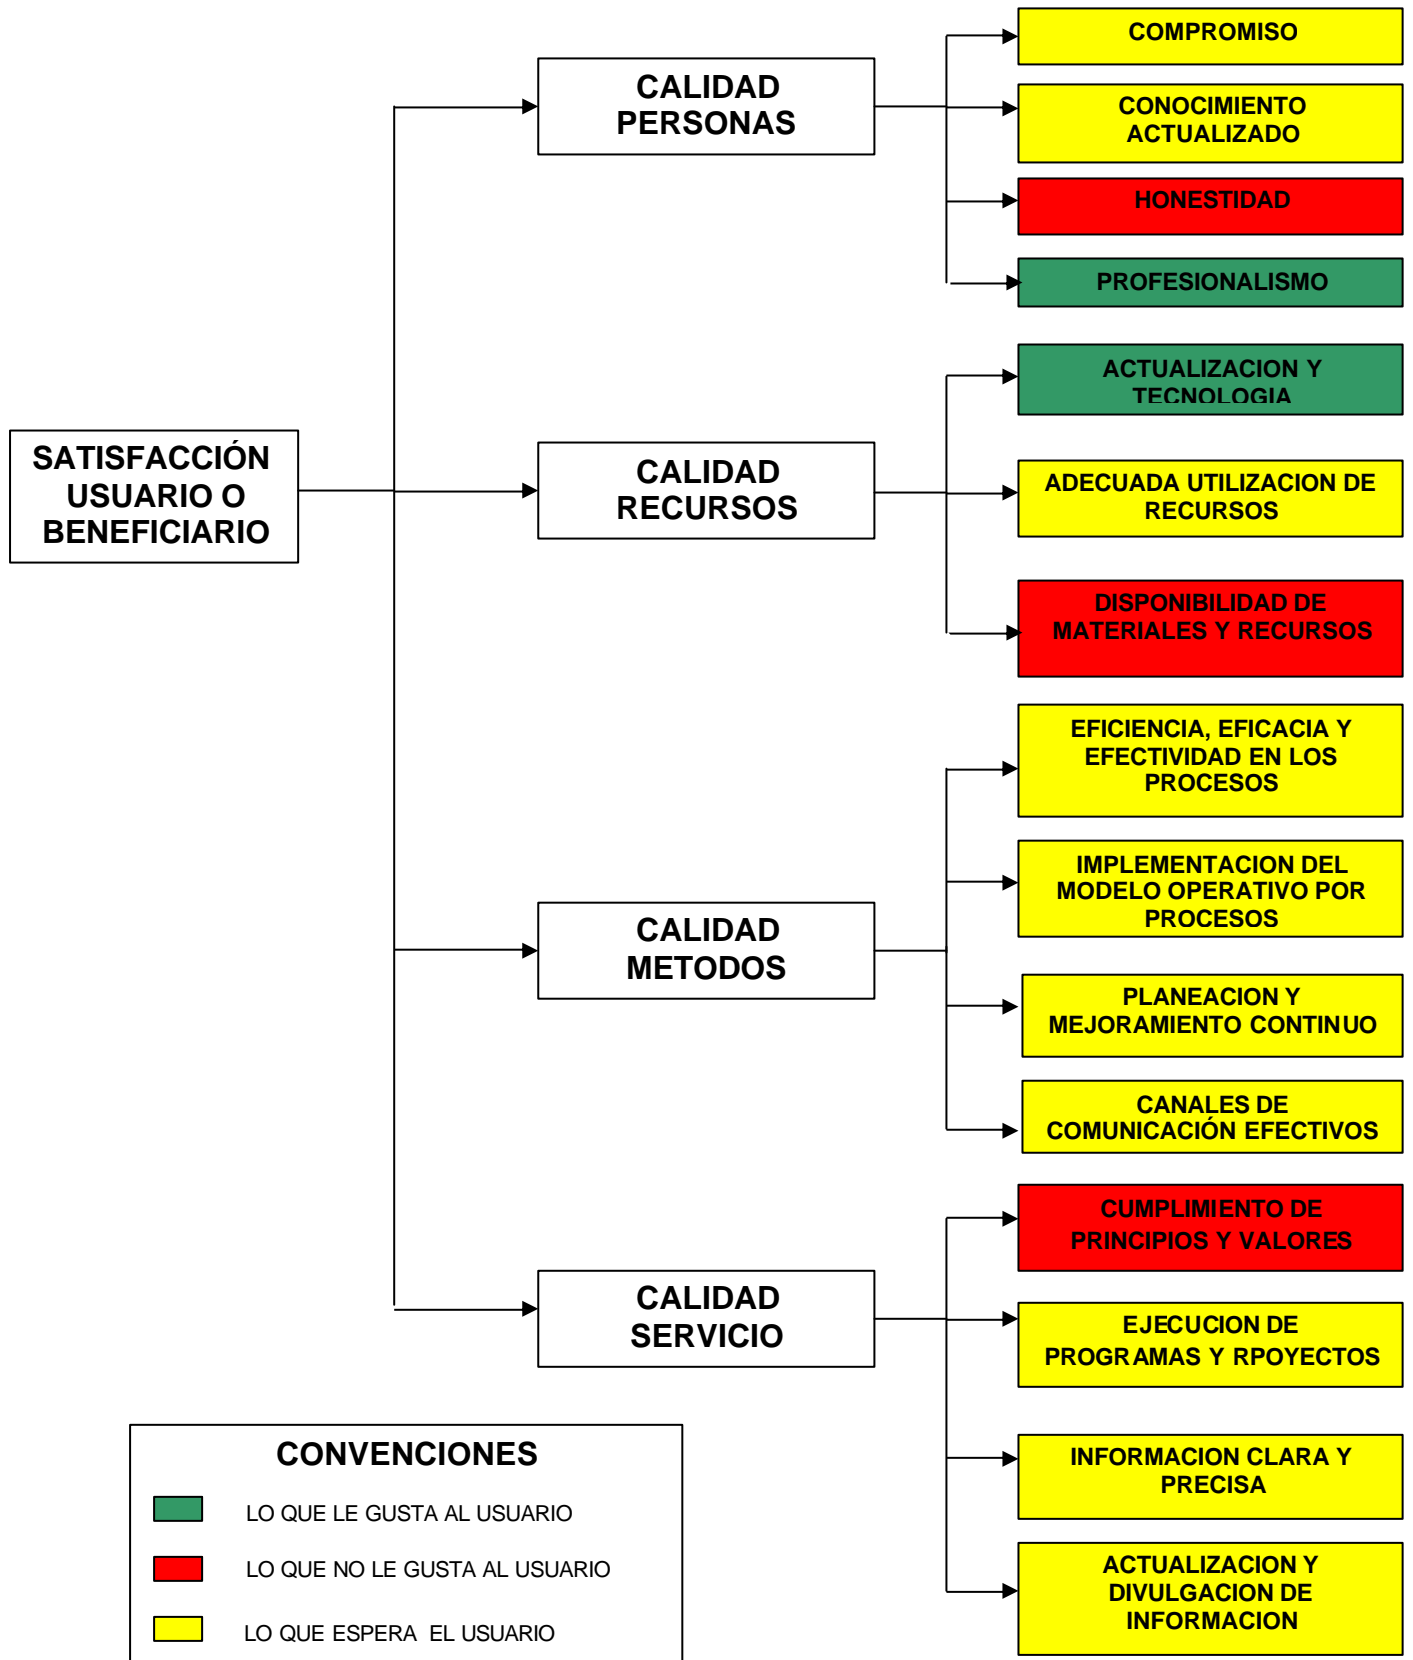 SATISFACCIÓN
USUARIO O
BENEFICIARIO
CALIDAD
PERSONAS
COMPROMISO
CONOCIMIENTO
ACTUALIZADO
HONESTIDAD
PROFESIONALISMO
CALIDAD
RECURSOS
ACTUALIZACION Y
TECNOLOGIA
ADECUADA UTILIZACION DE
RECURSOS
DISPONIBILIDAD DE
MATERIALES Y RECURSOS
CALIDAD
METODOS
EFICIENCIA, EFICACIA Y
EFECTIVIDAD EN LOS
PROCESOS
IMPLEMENTACION DEL
MODELO OPERATIVO POR
PROCESOS
PLANEACION Y
MEJORAMIENTO CONTINUO
CANALES DE
COMUNICACIÓN EFECTIVOS
CALIDAD
SERVICIO
CUMPLIMIENTO DE
PRINCIPIOS Y VALORES
EJECUCION DE
PROGRAMAS Y RPOYECTOS
INFORMACION CLARA Y
PRECISA
ACTUALIZACION Y
DIVULGACION DE
INFORMACION
CONVENCIONES
LO QUE LE GUSTA AL USUARIO
LO QUE NO LE GUSTA AL USUARIO
LO QUE ESPERA EL USUARIO